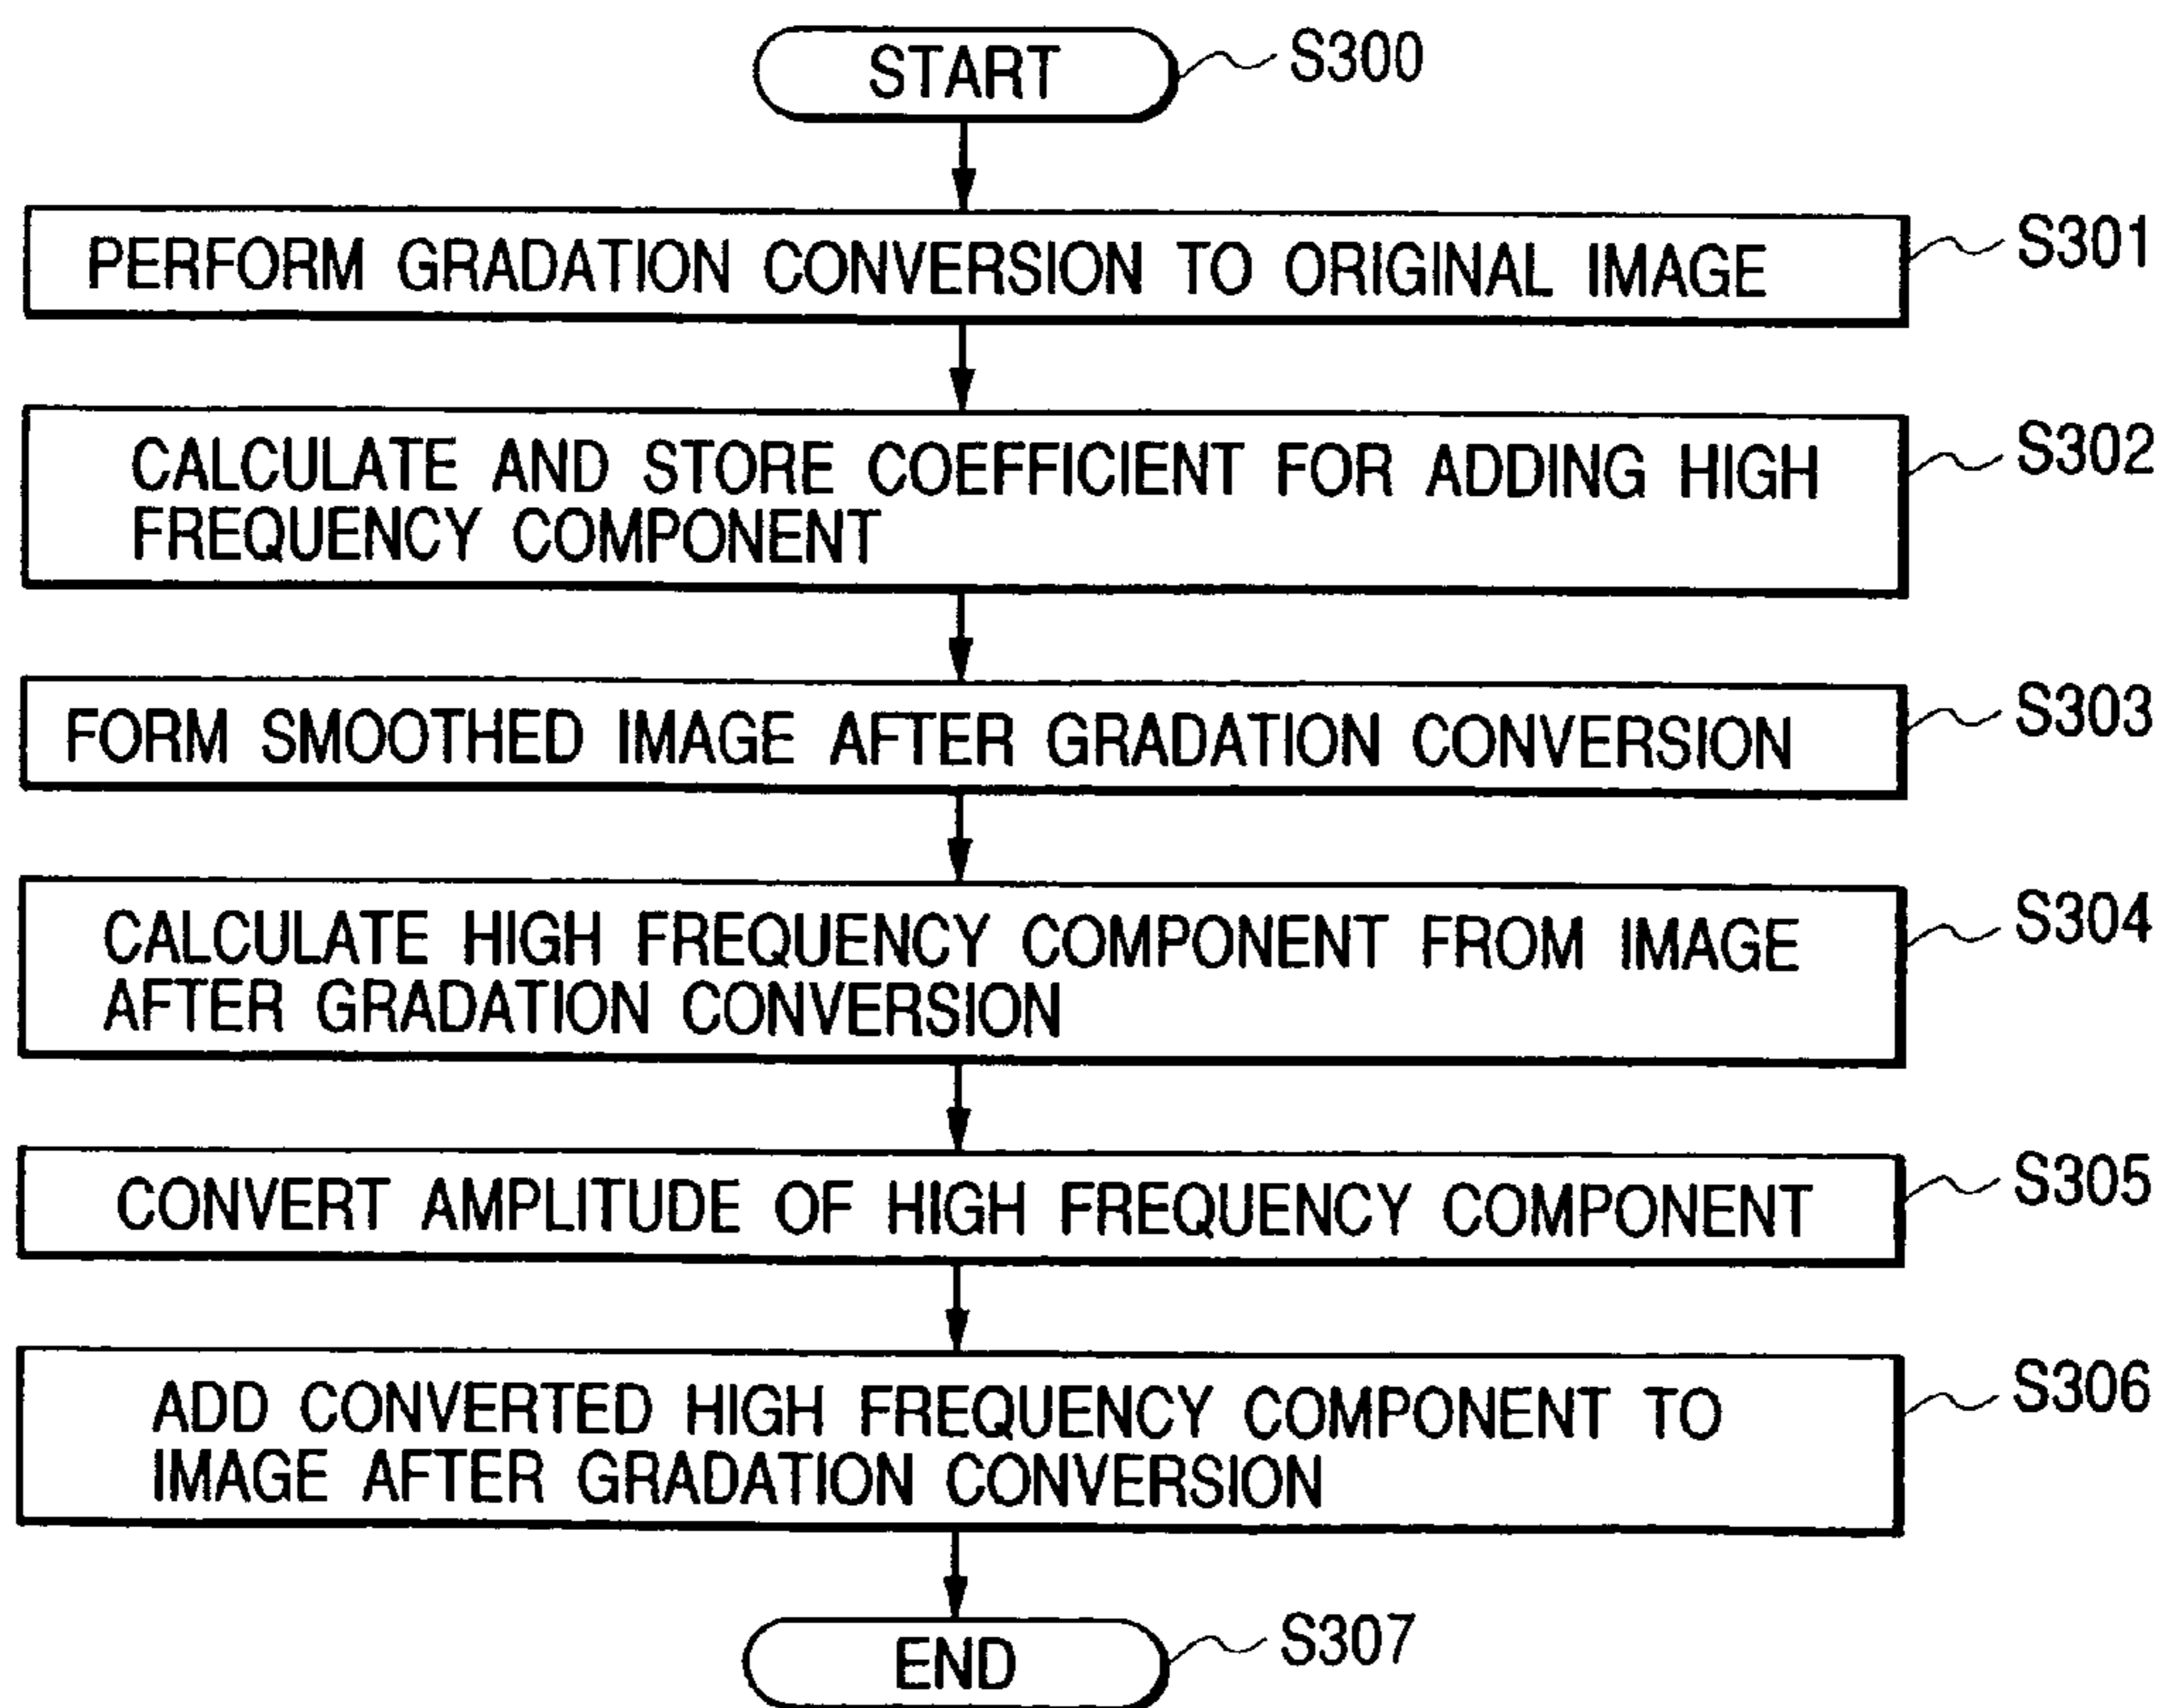 START
S300
PERFORM GRADATION CONVERSION TO ORIGINAL IMAGE
S301
CALCULATE AND STORE COEFFICIENT FOR ADDING HIGH
FREQUENCY COMPONENT
S302
FORM SMOOTHED IMAGE AFTER GRADATION CONVERSION
S303
CALCULATE HIGH FREQUENCY COMPONENT FROM IMAGE
AFTER GRADATION CONVERSION
S304
CONVERT AMPLITUDE OF HIGH FREQUENCY COMPONENT
S305
ADD CONVERTED HIGH FREQUENCY COMPONENT TO
IMAGE AFTER GRADATION CONVERSION
S306
END
S307